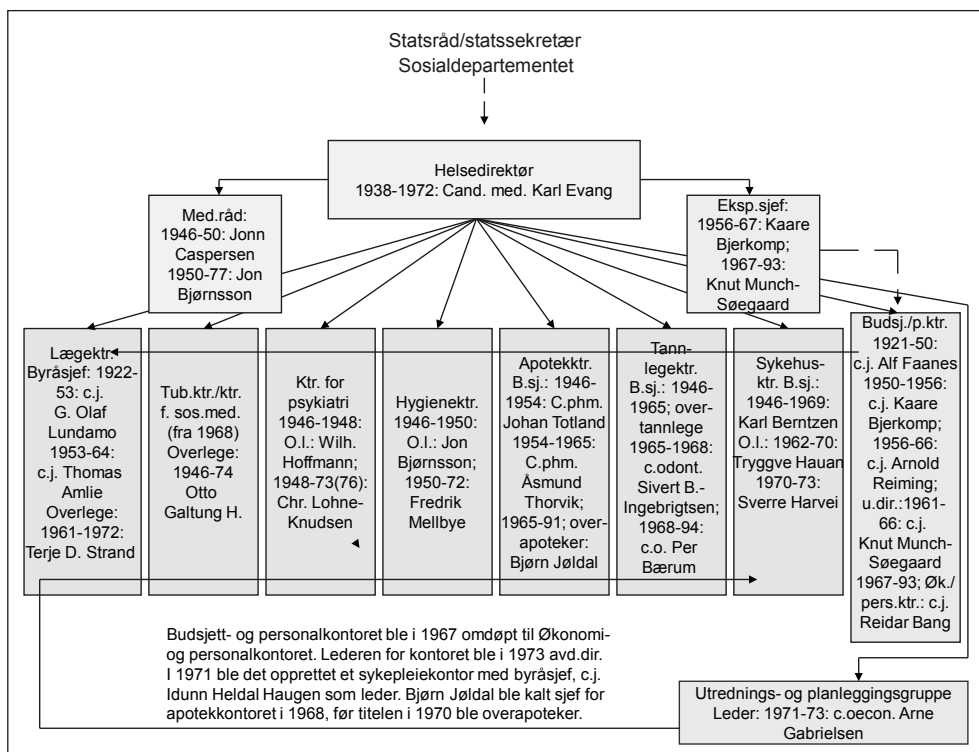 Statsråd/statssekretær
Sosialdepartementet
Helsedirektør
1938-1972: Cand. med. Karl Evang
Med.råd:
1946-50: Jonn
Caspersen
1950-77: Jon
Bjørnsson
Eksp.sjef:
1956-67: Kaare
Bjerkomp;
1967-93:
Knut Munch-
Søegaard
Lægektr.
Byråsjef: 1922-
53: c.j.
G. Olaf
Lundamo
1953-64:
c.j. Thomas
Amlie
Overlege:
1961-1972:
Terje D. Strand
Tub.ktr./ktr.
f. sos.med.
(fra 1968)
Overlege:
1946-74
Otto
Galtung H.
Ktr. for
psykiatri
1946-1948:
O.l.: Wilh.
Hoffmann;
1948-73(76):
Chr. Lohne-
Knudsen
Hygienektr.
1946-1950:
O.l.: Jon
Bjørnsson;
1950-72:
Fredrik
Mellbye
Apotekktr.
B.sj.: 1946-
1954: C.phm.
Johan Totland
1954-1965:
C.phm.
Åsmund
Thorvik;
1965-91; over-
apoteker:
Bjørn Jøldal
Tann-
legektr.
B.sj.: 1946-
1965; over-
tannlege
1965-1968:
c.odont.
Sivert B.-
Ingebrigtsen;
1968-94:
c.o. Per
Bærum
Sykehus-
ktr. B.sj.:
1946-1969:
Karl Berntzen
O.l.: 1962-70:
Tryggve Hauan
1970-73:
Sverre Harvei
Budsj./p.ktr.
1921-50:
c.j. Alf Faanes
1950-1956:
c.j. Kaare
Bjerkomp;
1956-66:
c.j. Arnold
Reiming;
u.dir.:1961-
66: c.j.
Knut Munch-
Søegaard
1967-93; Øk./
pers.ktr.: c.j.
Reidar Bang
Budsjett- og personalkontoret ble i 1967 omdøpt til Økonomi-
og personalkontoret. Lederen for kontoret ble i 1973 avd.dir.
I 1971 ble det opprettet et sykepleiekontor med byråsjef, c.j.
Idunn Heldal Haugen som leder. Bjørn Jøldal ble kalt sjef for
apotekkontoret i 1968, før titelen i 1970 ble overapoteker.
Utrednings- og planleggingsgruppe
Leder: 1971-73: c.oecon. Arne
Gabrielsen